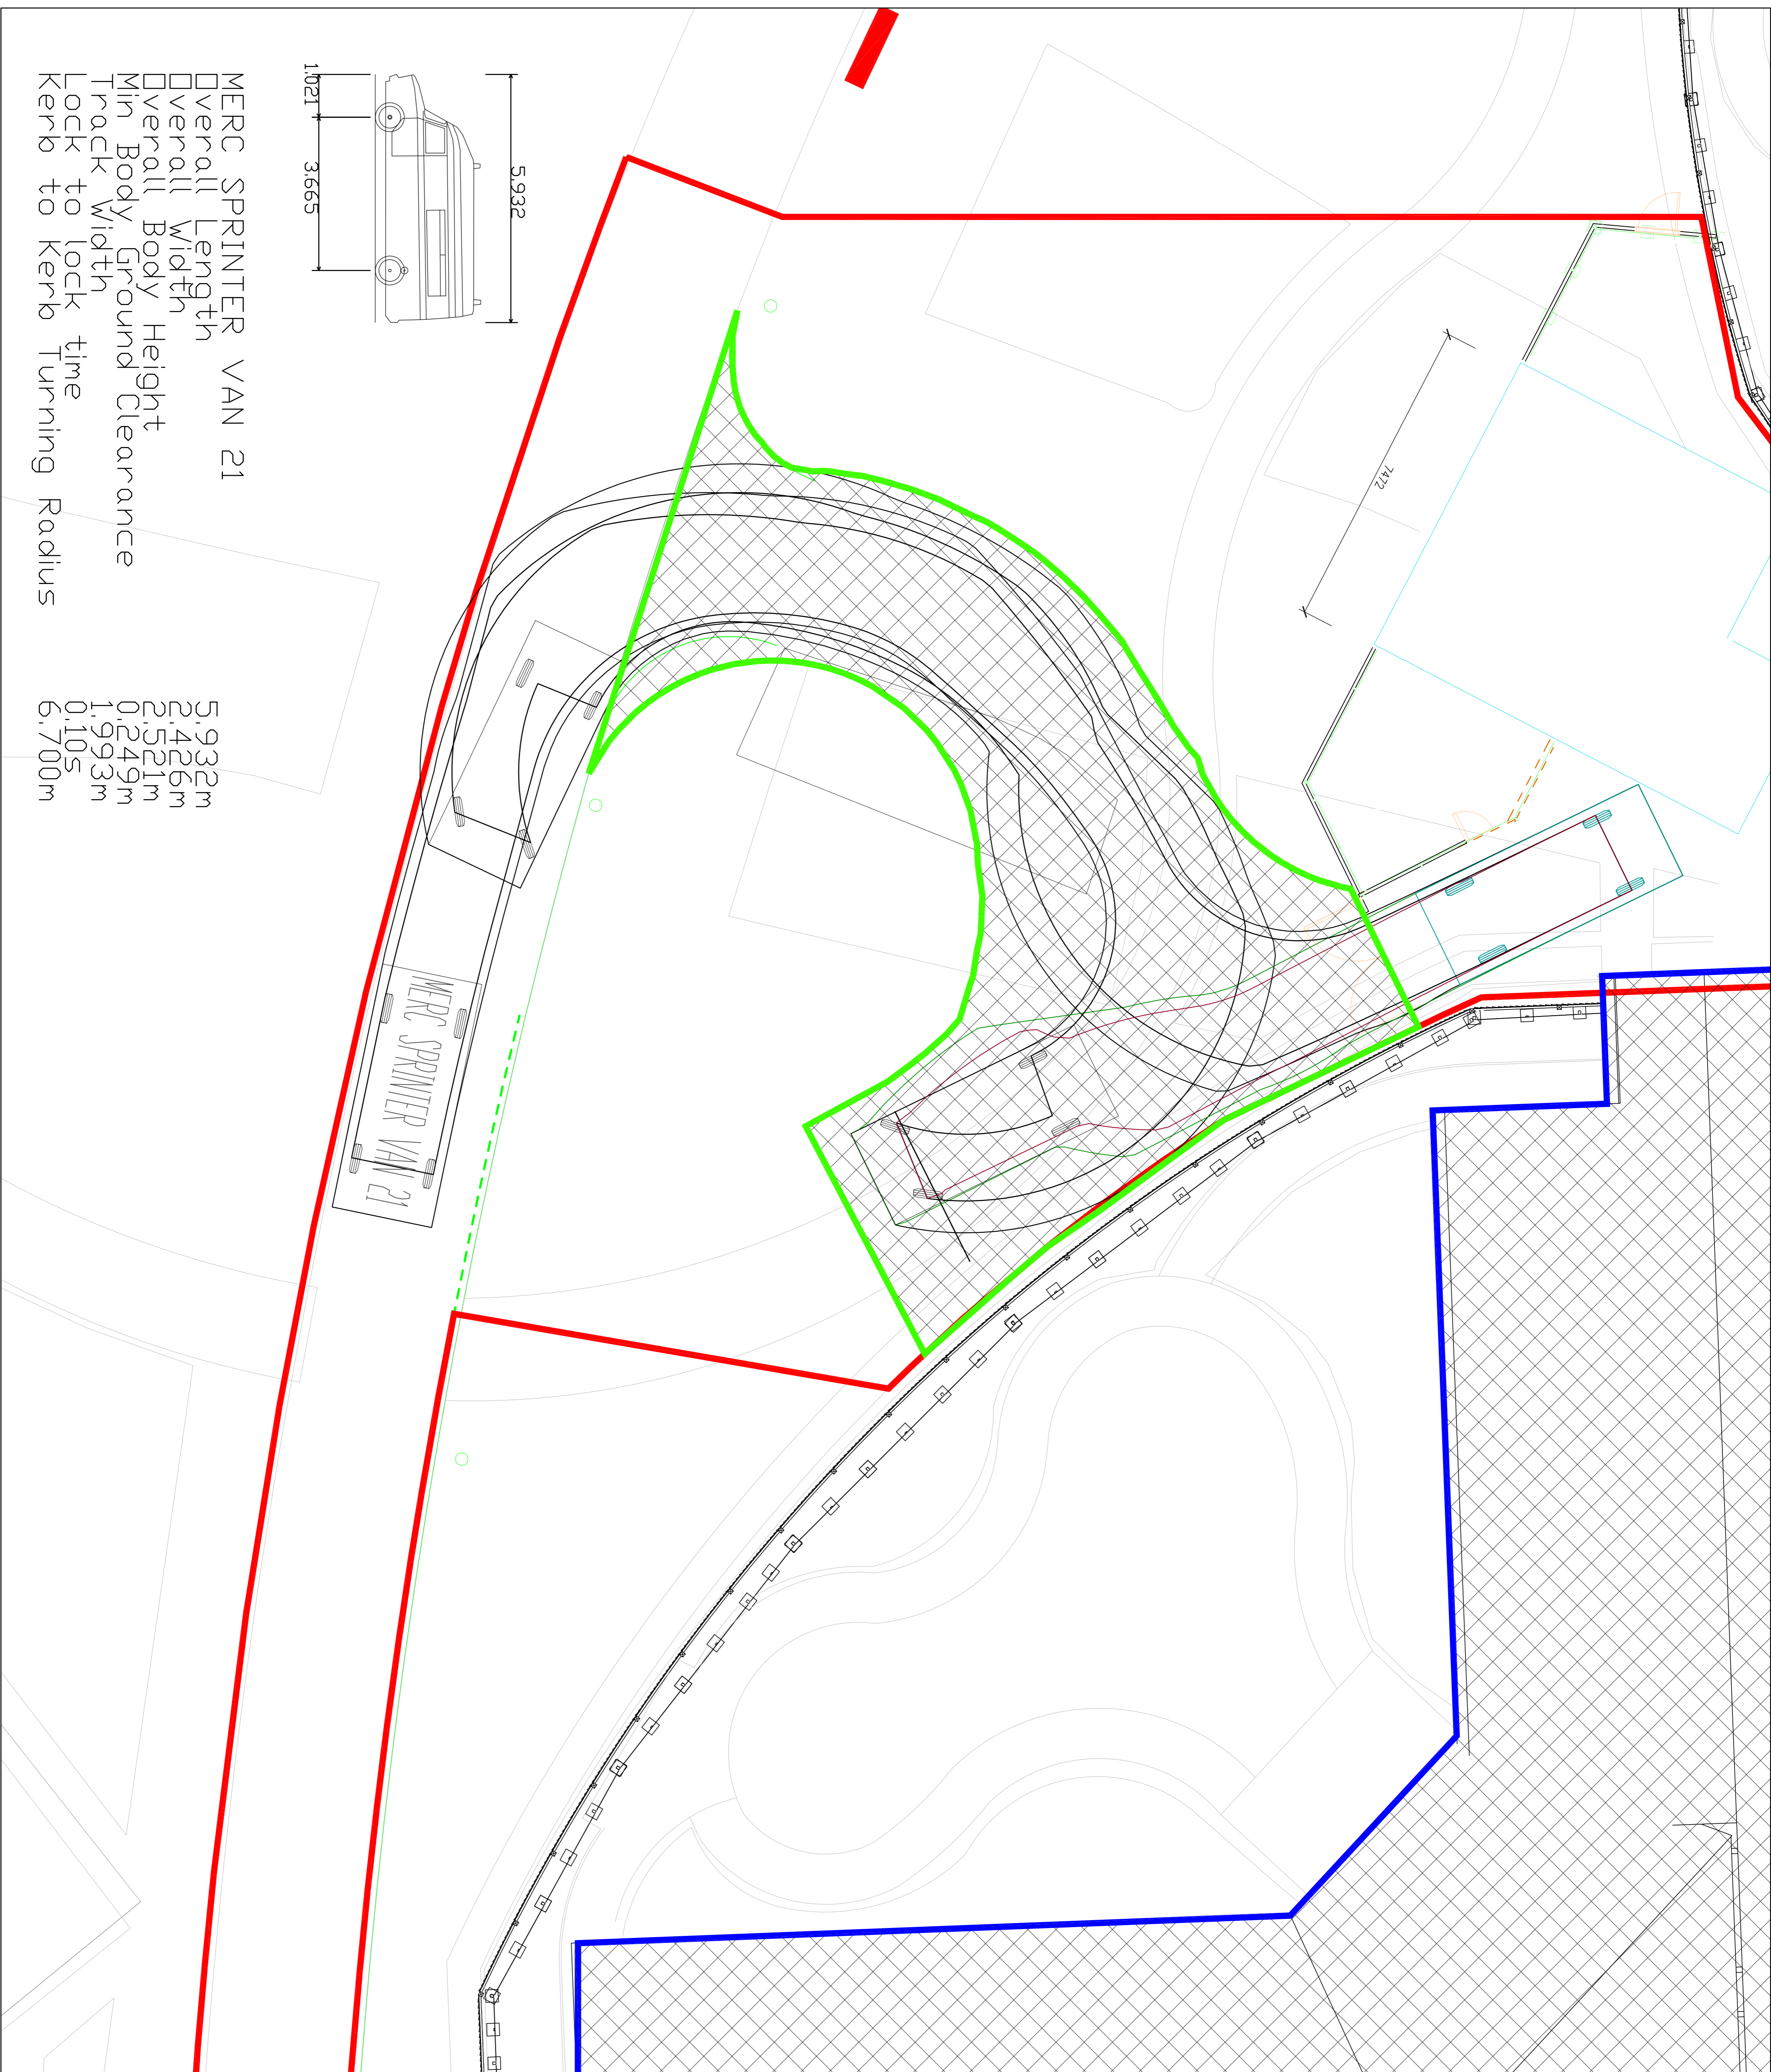 5.932
1.021
3.665
MERC SPRINTER VAN 21
Overall Length 5.932m
Overall Width 2.426m
Overall Body Height 2.521m
Min Body Ground Clearance 0.249m
Track Width 1.993m
Lock to lock time 0.10s
Kerb to Kerb Turning Radius 6.700m
7472
MERC SPRINTER VAN 21